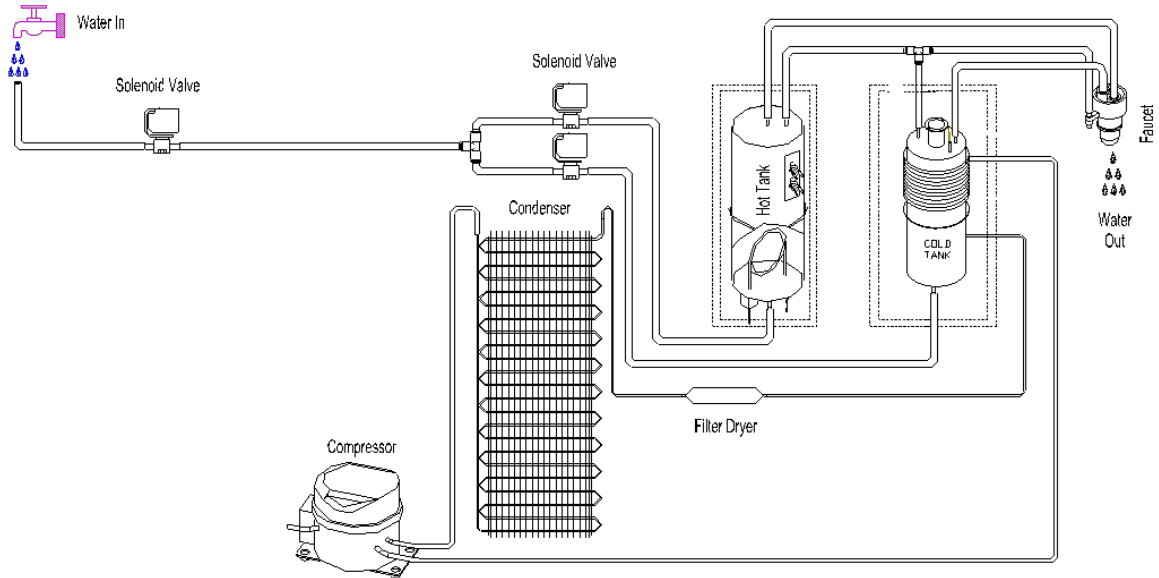 Water In
Solenoid Valve
Solenoid Valve
Faucet
Hot Tank
Condenser
Water
Out
COLD
TANK
Filter Dryer
Compressor